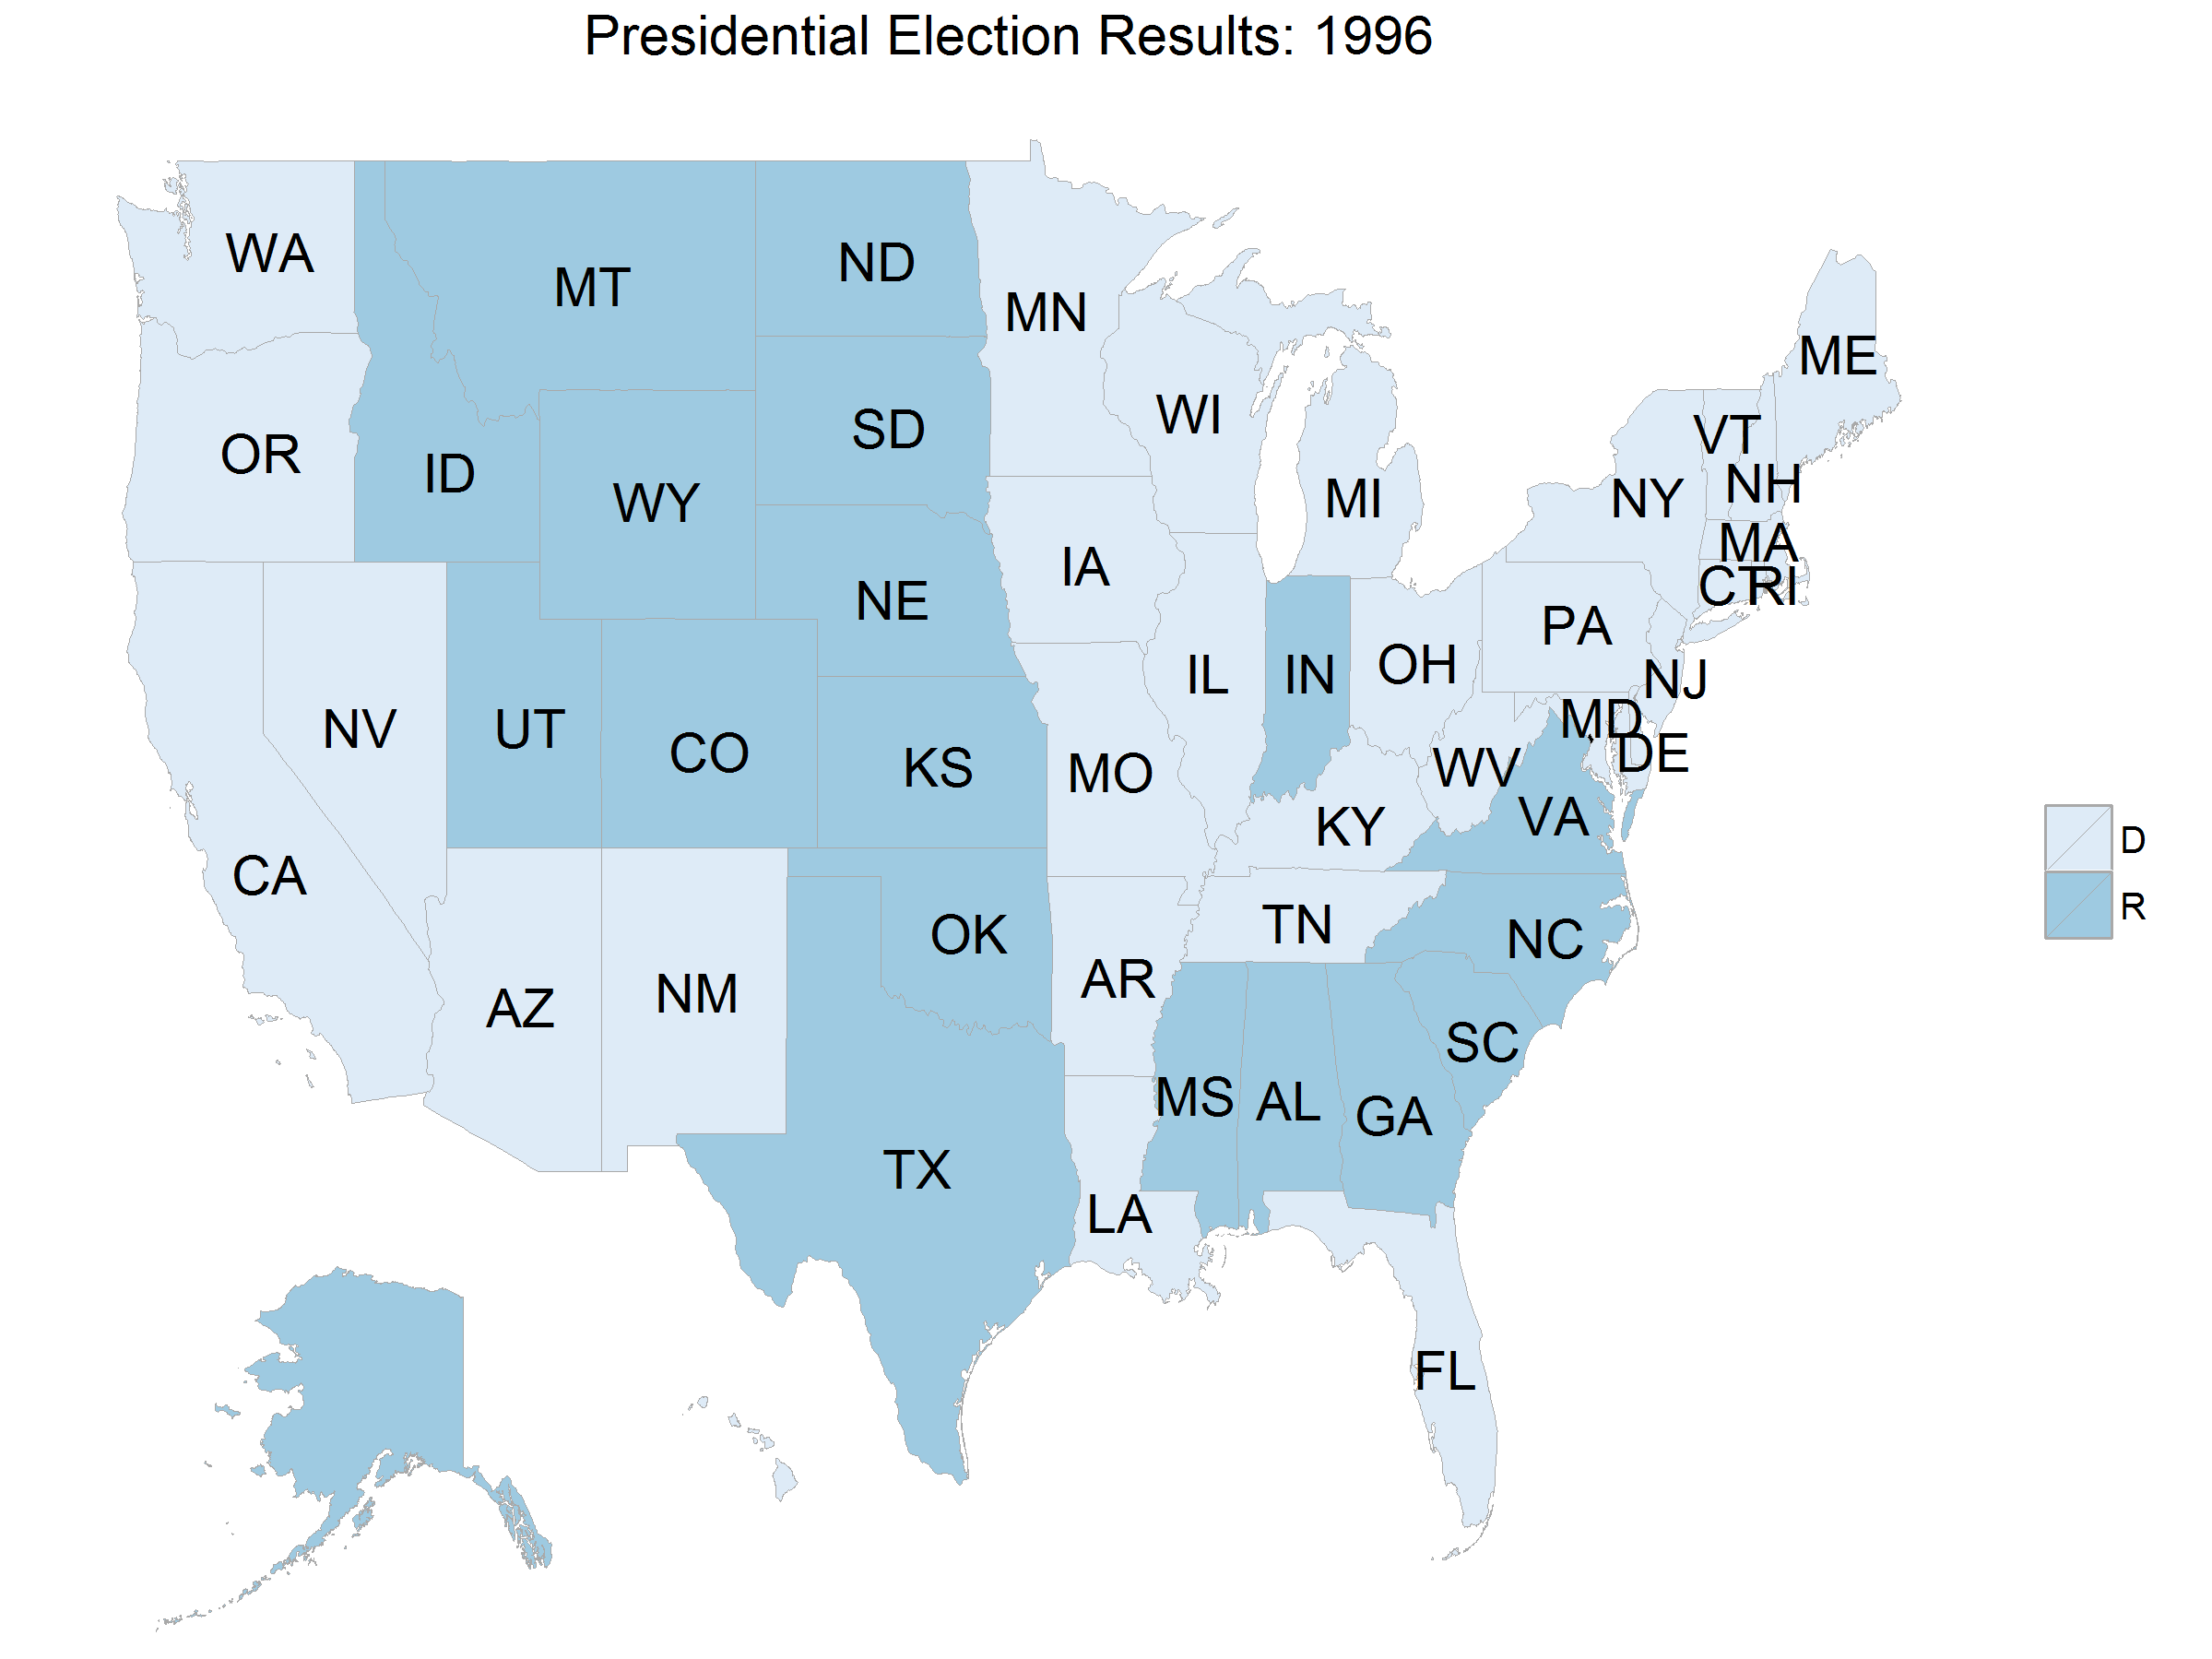 Presidential Election Results: 1996
WA
MT
ND
MN
ME
OR
ID
WY
SD
WI
MI
NY
VT
NH
MA
CT
RI
IA
NE
PA
NV
UT
CO
KS
MO
IL
IN
OH
NJ
MD
DE
WV
VA
KY
CA
D
R
AZ
NM
OK
AR
TN
NC
SC
MS
AL
GA
TX
LA
FL